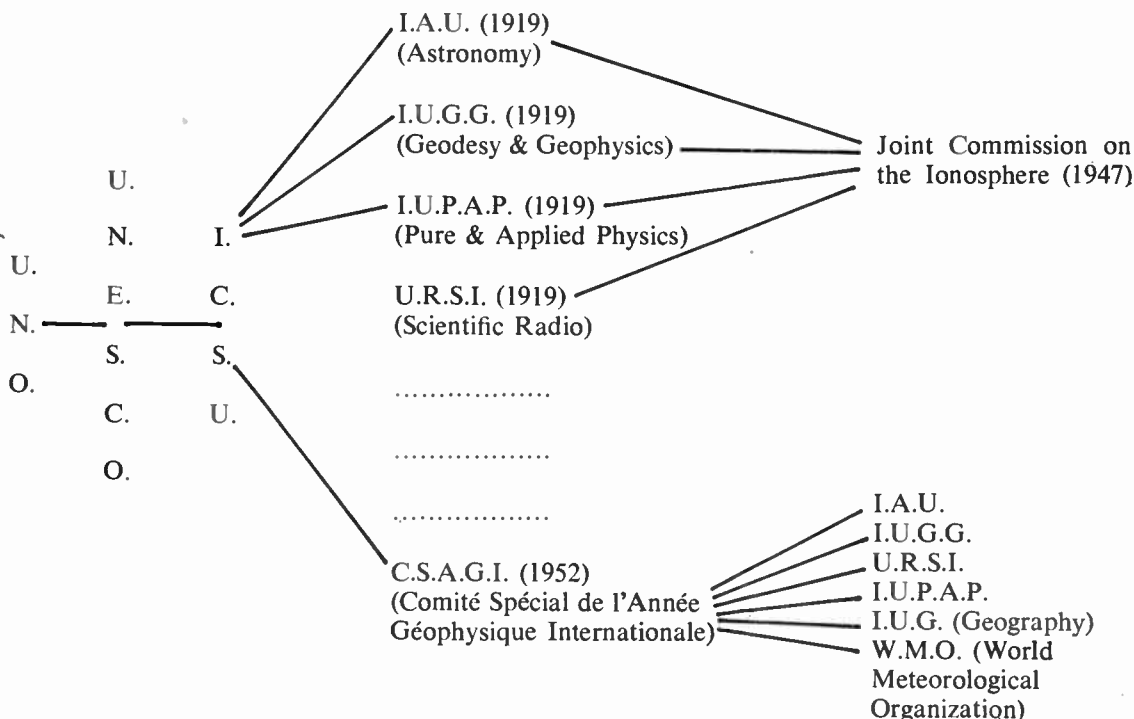 U.
N.
O.
U.
N.
E.
S.
C.
O.
I.
C.
S.
U.
I.A.U. (1919)
(Astronomy)
I.U.G.G. (1919)
(Geodesy & Geophysics)
I.U.P.A.P. (1919)
(Pure & Applied Physics)
U.R.S.I. (1919)
(Scientific Radio)
..................
..................
..................
C.S.A.G.I. (1952)
(Comité Spécial de l'Année
Géophysique Internationale)
Joint Commission on
the Ionosphere (1947)
I.A.U.
I.U.G.G.
U.R.S.I.
I.U.P.A.P.
I.U.G. (Geography)
W.M.O. (World
Meteorological
Organization)